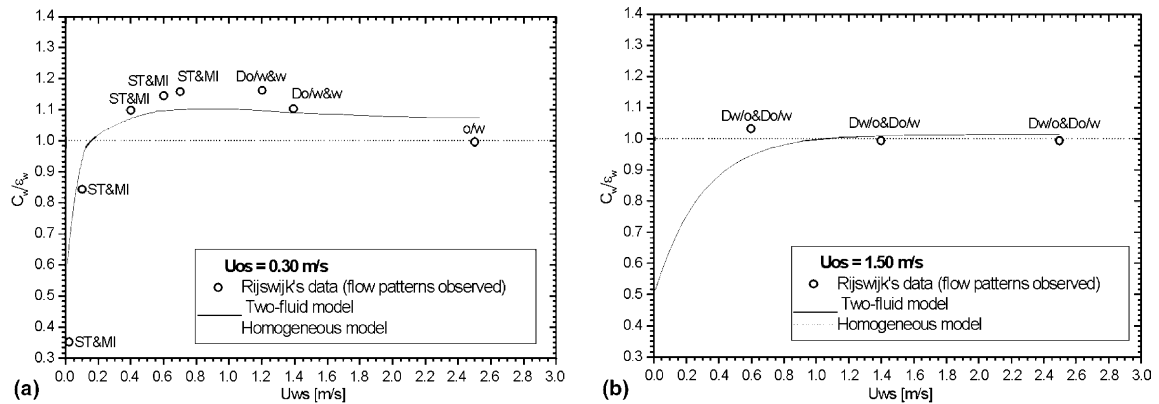 1.4
1.3
1.2
1.1
1.0
0.9
0.8
0.7
0.6
0.5
0.4
0.3
Cw/εw
ST&MI
ST&MI
ST&MI
Do/w&w
Do/w&w
o/w
ST&MI
ST&MI
Uos = 0.30 m/s
Rijswijk's data (flow patterns observed)
Two-fluid model
Homogeneous model
0.0 0.2 0.4 0.6 0.8 1.0 1.2 1.4 1.6 1.8 2.0 2.2 2.4 2.6 2.8 3.0
Uws [m/s]
(a)
1.4
1.3
1.2
1.1
1.0
0.9
0.8
0.7
0.6
0.5
0.4
0.3
Cw/εw
Dw/o&Do/w
Dw/o&Do/w
Dw/o&Do/w
Uos = 1.50 m/s
Rijswijk's data (flow patterns observed)
Two-fluid model
Homogeneous model
0.0 0.2 0.4 0.6 0.8 1.0 1.2 1.4 1.6 1.8 2.0 2.2 2.4 2.6 2.8 3.0
Uws [m/s]
(b)